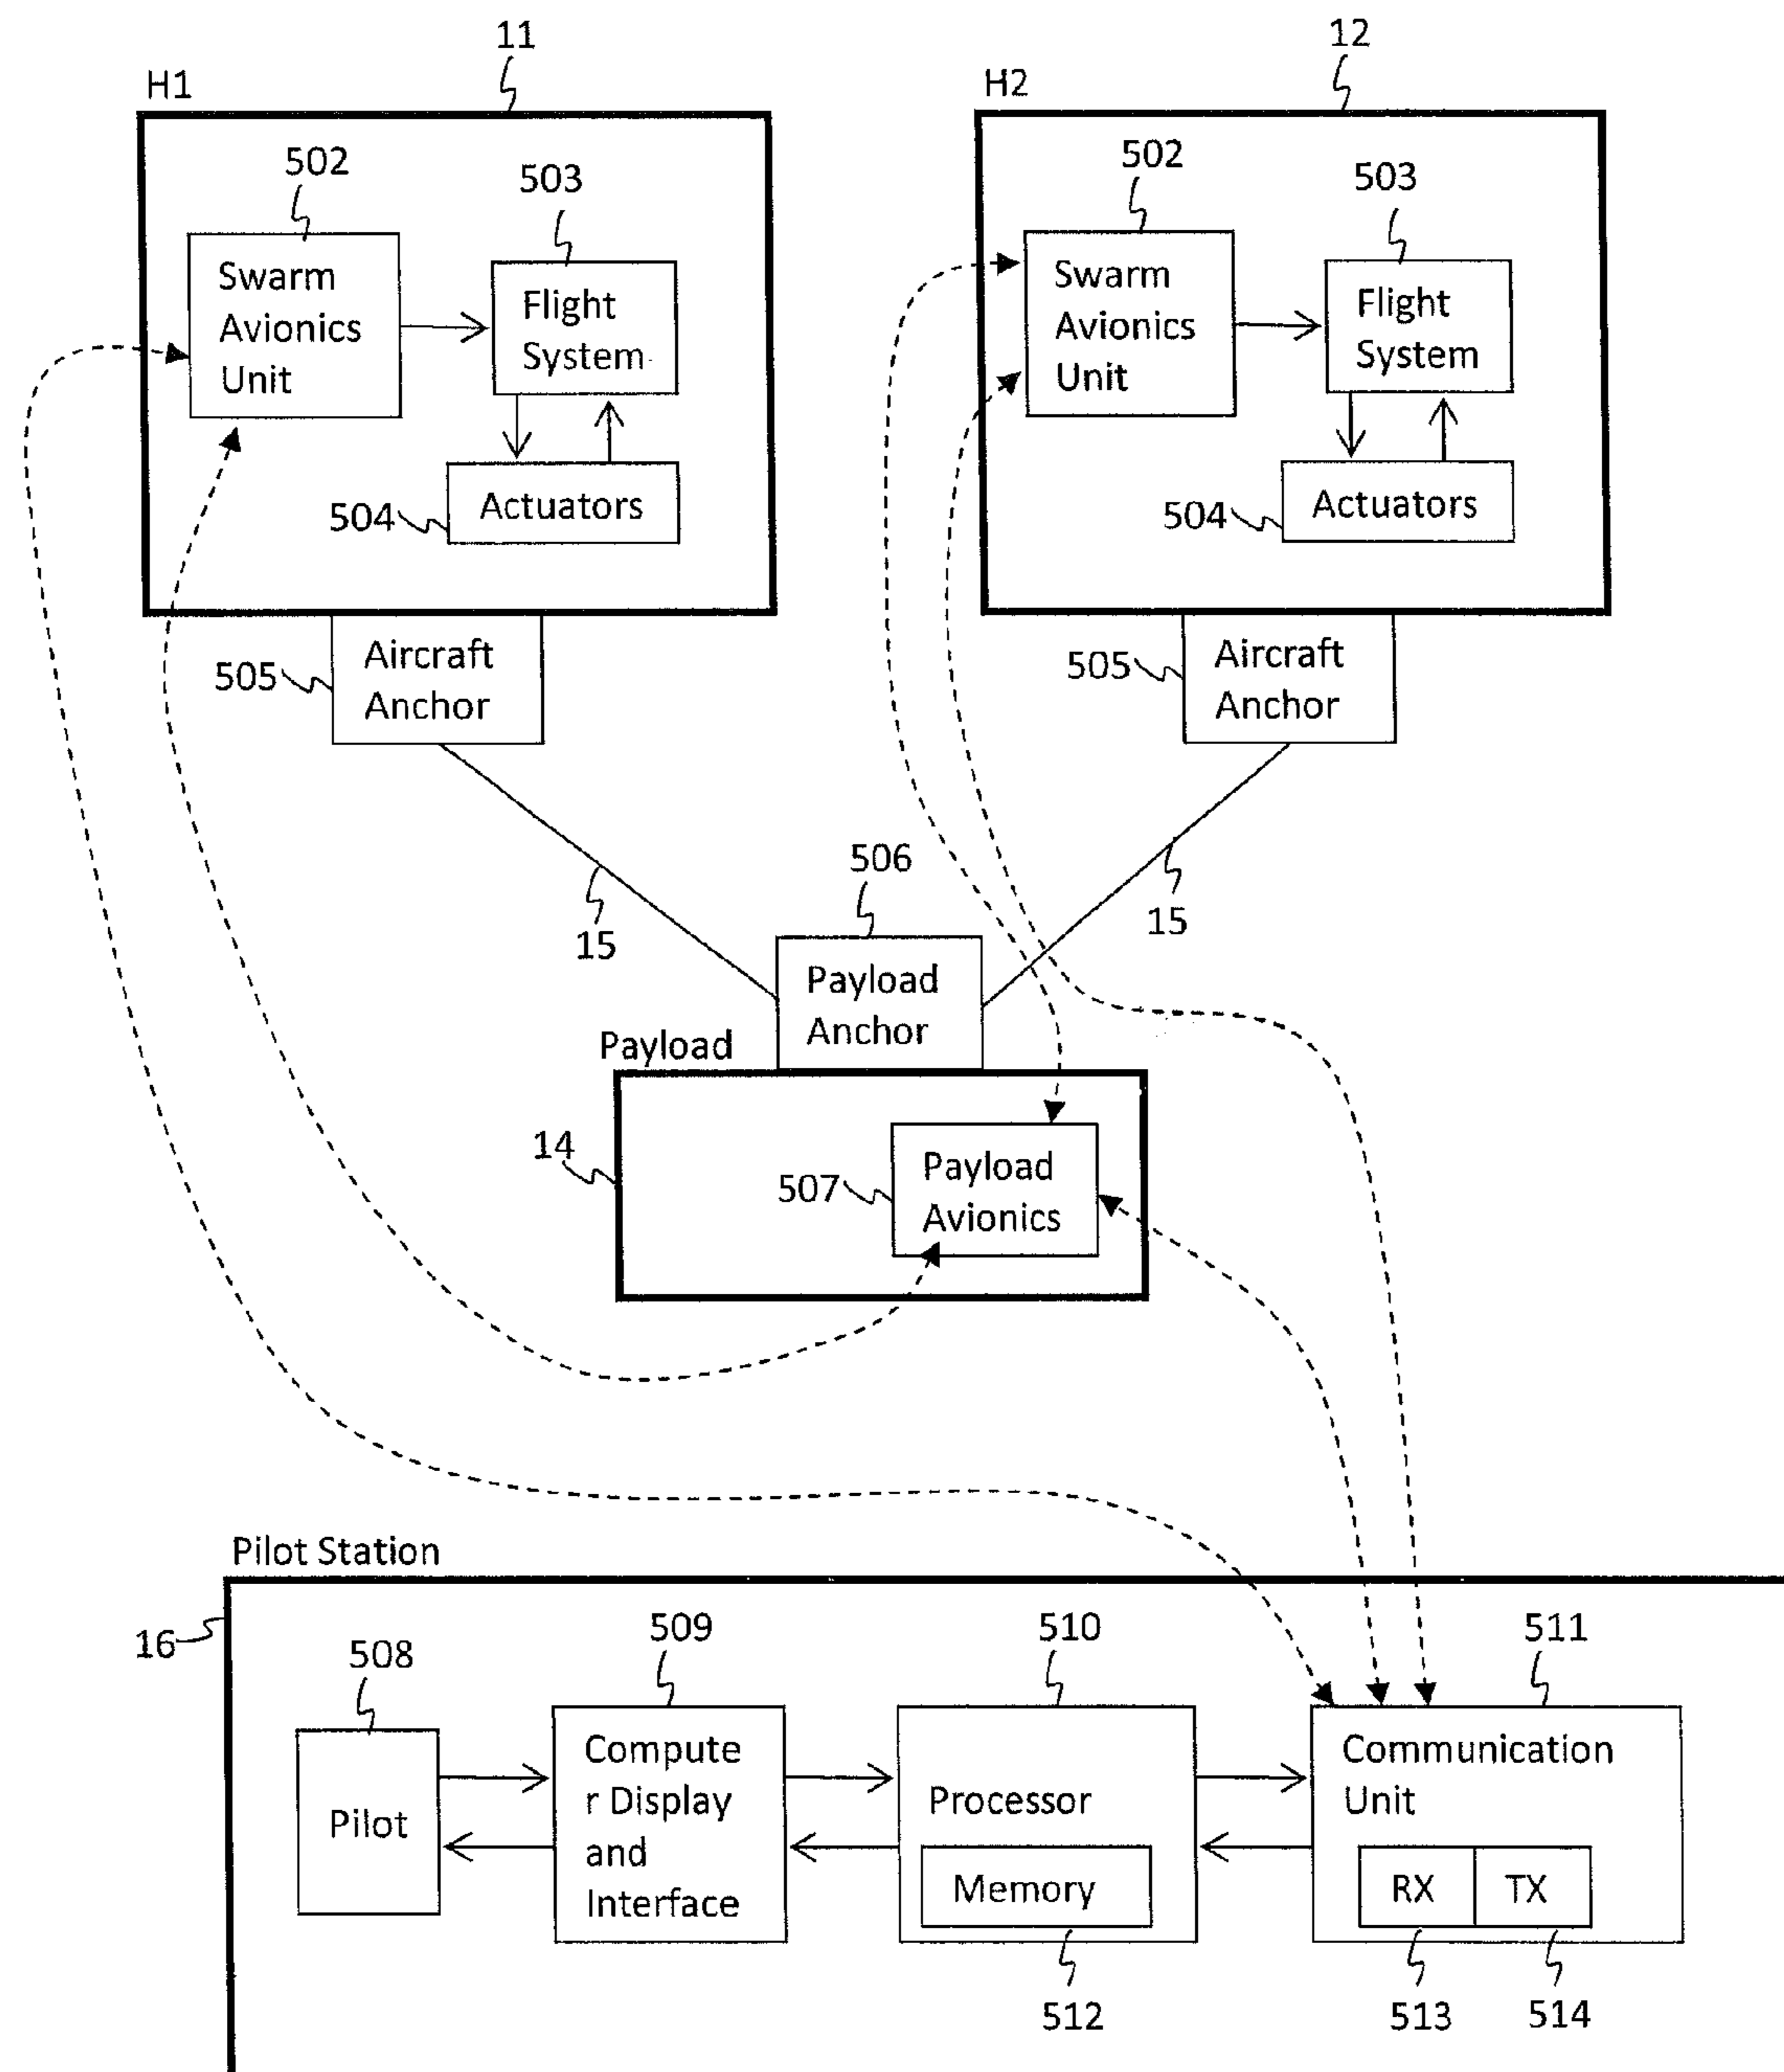 11
12
H1
H2
502
503
502
503
Swarm
Avionics
Unit
Flight
System
Swarm
Avionics
Unit
Flight
System
504
Actuators
504
Actuators
505
Aircraft
Anchor
505
Aircraft
Anchor
506
15
15
Payload
Anchor
Payload
14
507
Payload
Avionics
Pilot Station
16
508
509
510
511
Pilot
Compute
r Display
and
Interface
Processor
Memory
Communication
Unit
RX
TX
512
513
514